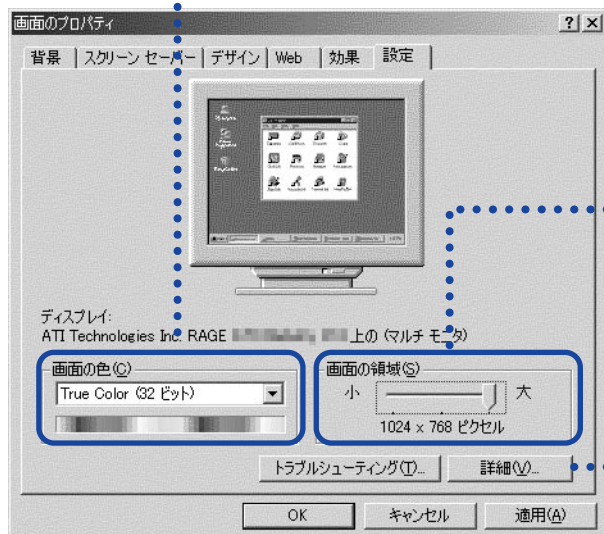 画面のプロパティ
背景 スクリーン セーバー デザイン Web 効果 設定
ディスプレイ:
ATI Technologies Inc. RAGE 上の (マルチ モニタ)
画面の色(C)
True Color (32 ビット)
画面の領域(S)
小 大
1024 x 768 ピクセル
トラブルシューティング(T)... 詳細(V)...
OK キャンセル 適用(A)